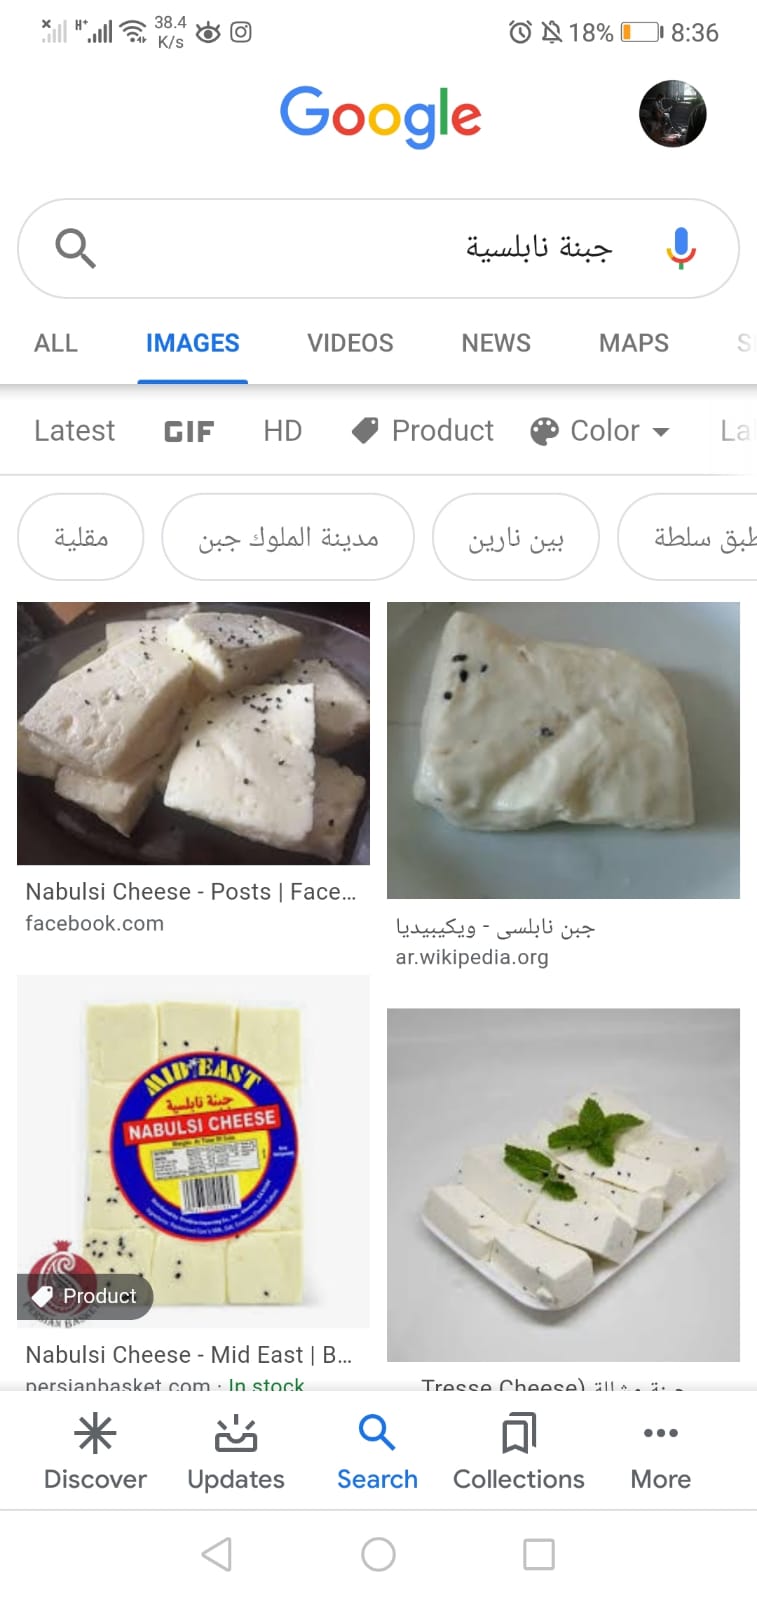 38.4
K/s
H+
18%
8:36
Google
جبنة نابلسية
ALL IMAGES VIDEOS NEWS MAPS S
Latest GIF HD Product Color La
مقلية
مدينة الملوك جبن
بين نارين
طبق سلطة
Nabulsi Cheese - Posts | Face...
facebook.com
جبن نابلسى - ويكيبيديا
ar.wikipedia.org
MID EAST
جبنة نابلسية
NABULSI CHEESE
Product
Nabulsi Cheese - Mid East | B...
persianbasket.com · In stock
Tresse Cheese)
Discover Updates Search Collections More